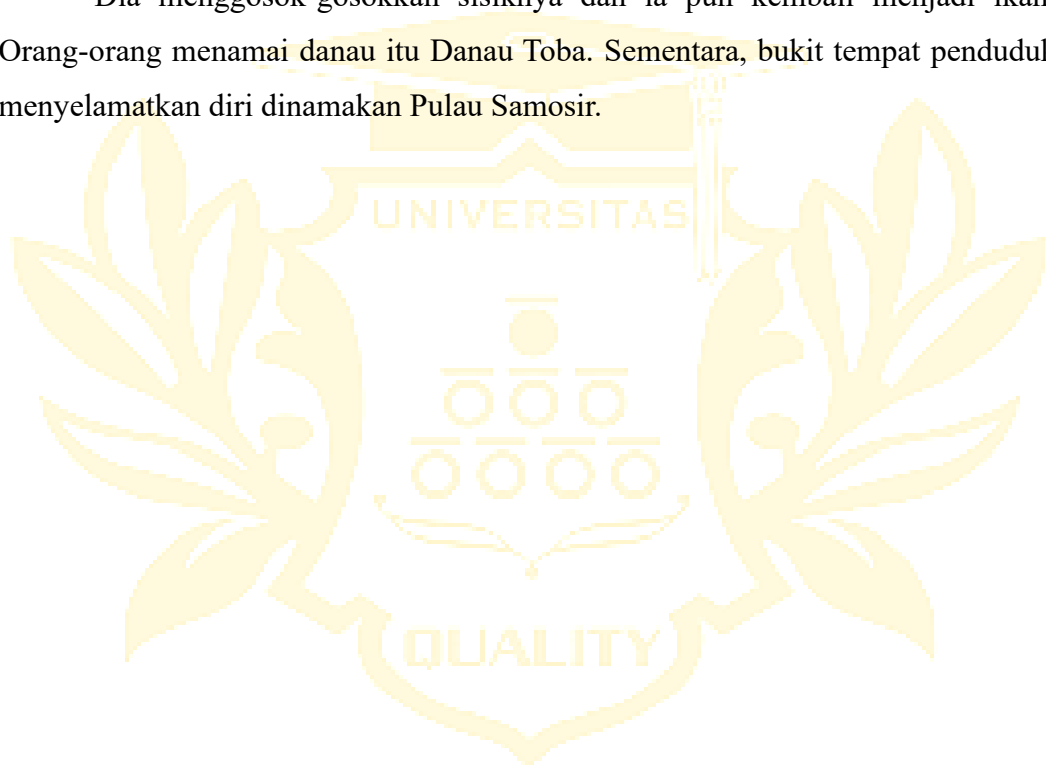 Dia menggosok-gosokkan sisiknya dan ia pun kembali menjadi ikan
Orang-orang menamai danau itu Danau Toba. Sementara, bukit tempat penduduk
menyelamatkan diri dinamakan Pulau Samosir.
UNIVERSITAS
QUALITY